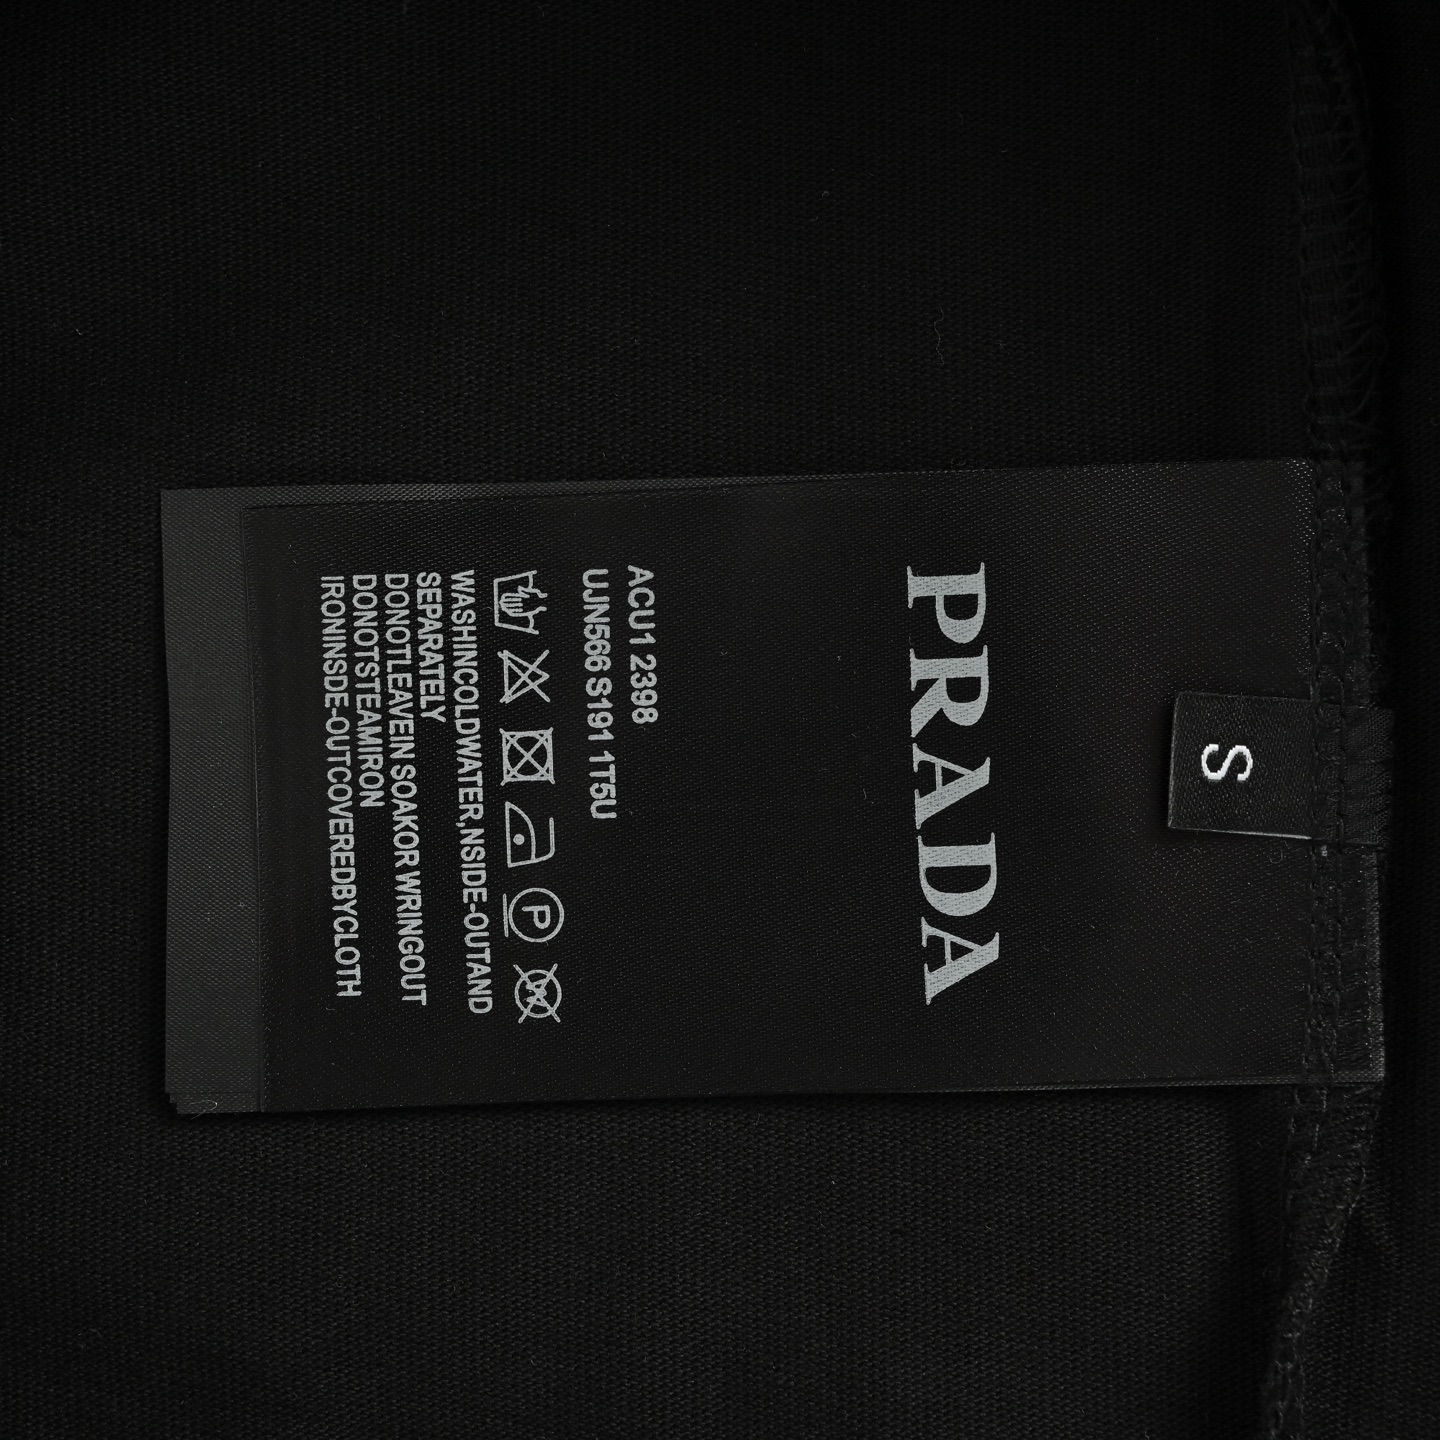 S
PRADA
ACU1 2398
UJN566 S191 1T5U
P
WASHINCOLDWATER,NSIDE-OUTAND
SEPARATELY
DONOTLEAVEIN SOAKOR WRINGOUT
DONOTSTEAMIRON
IRONINSDE-OUTCOVEREDBYCLOTH